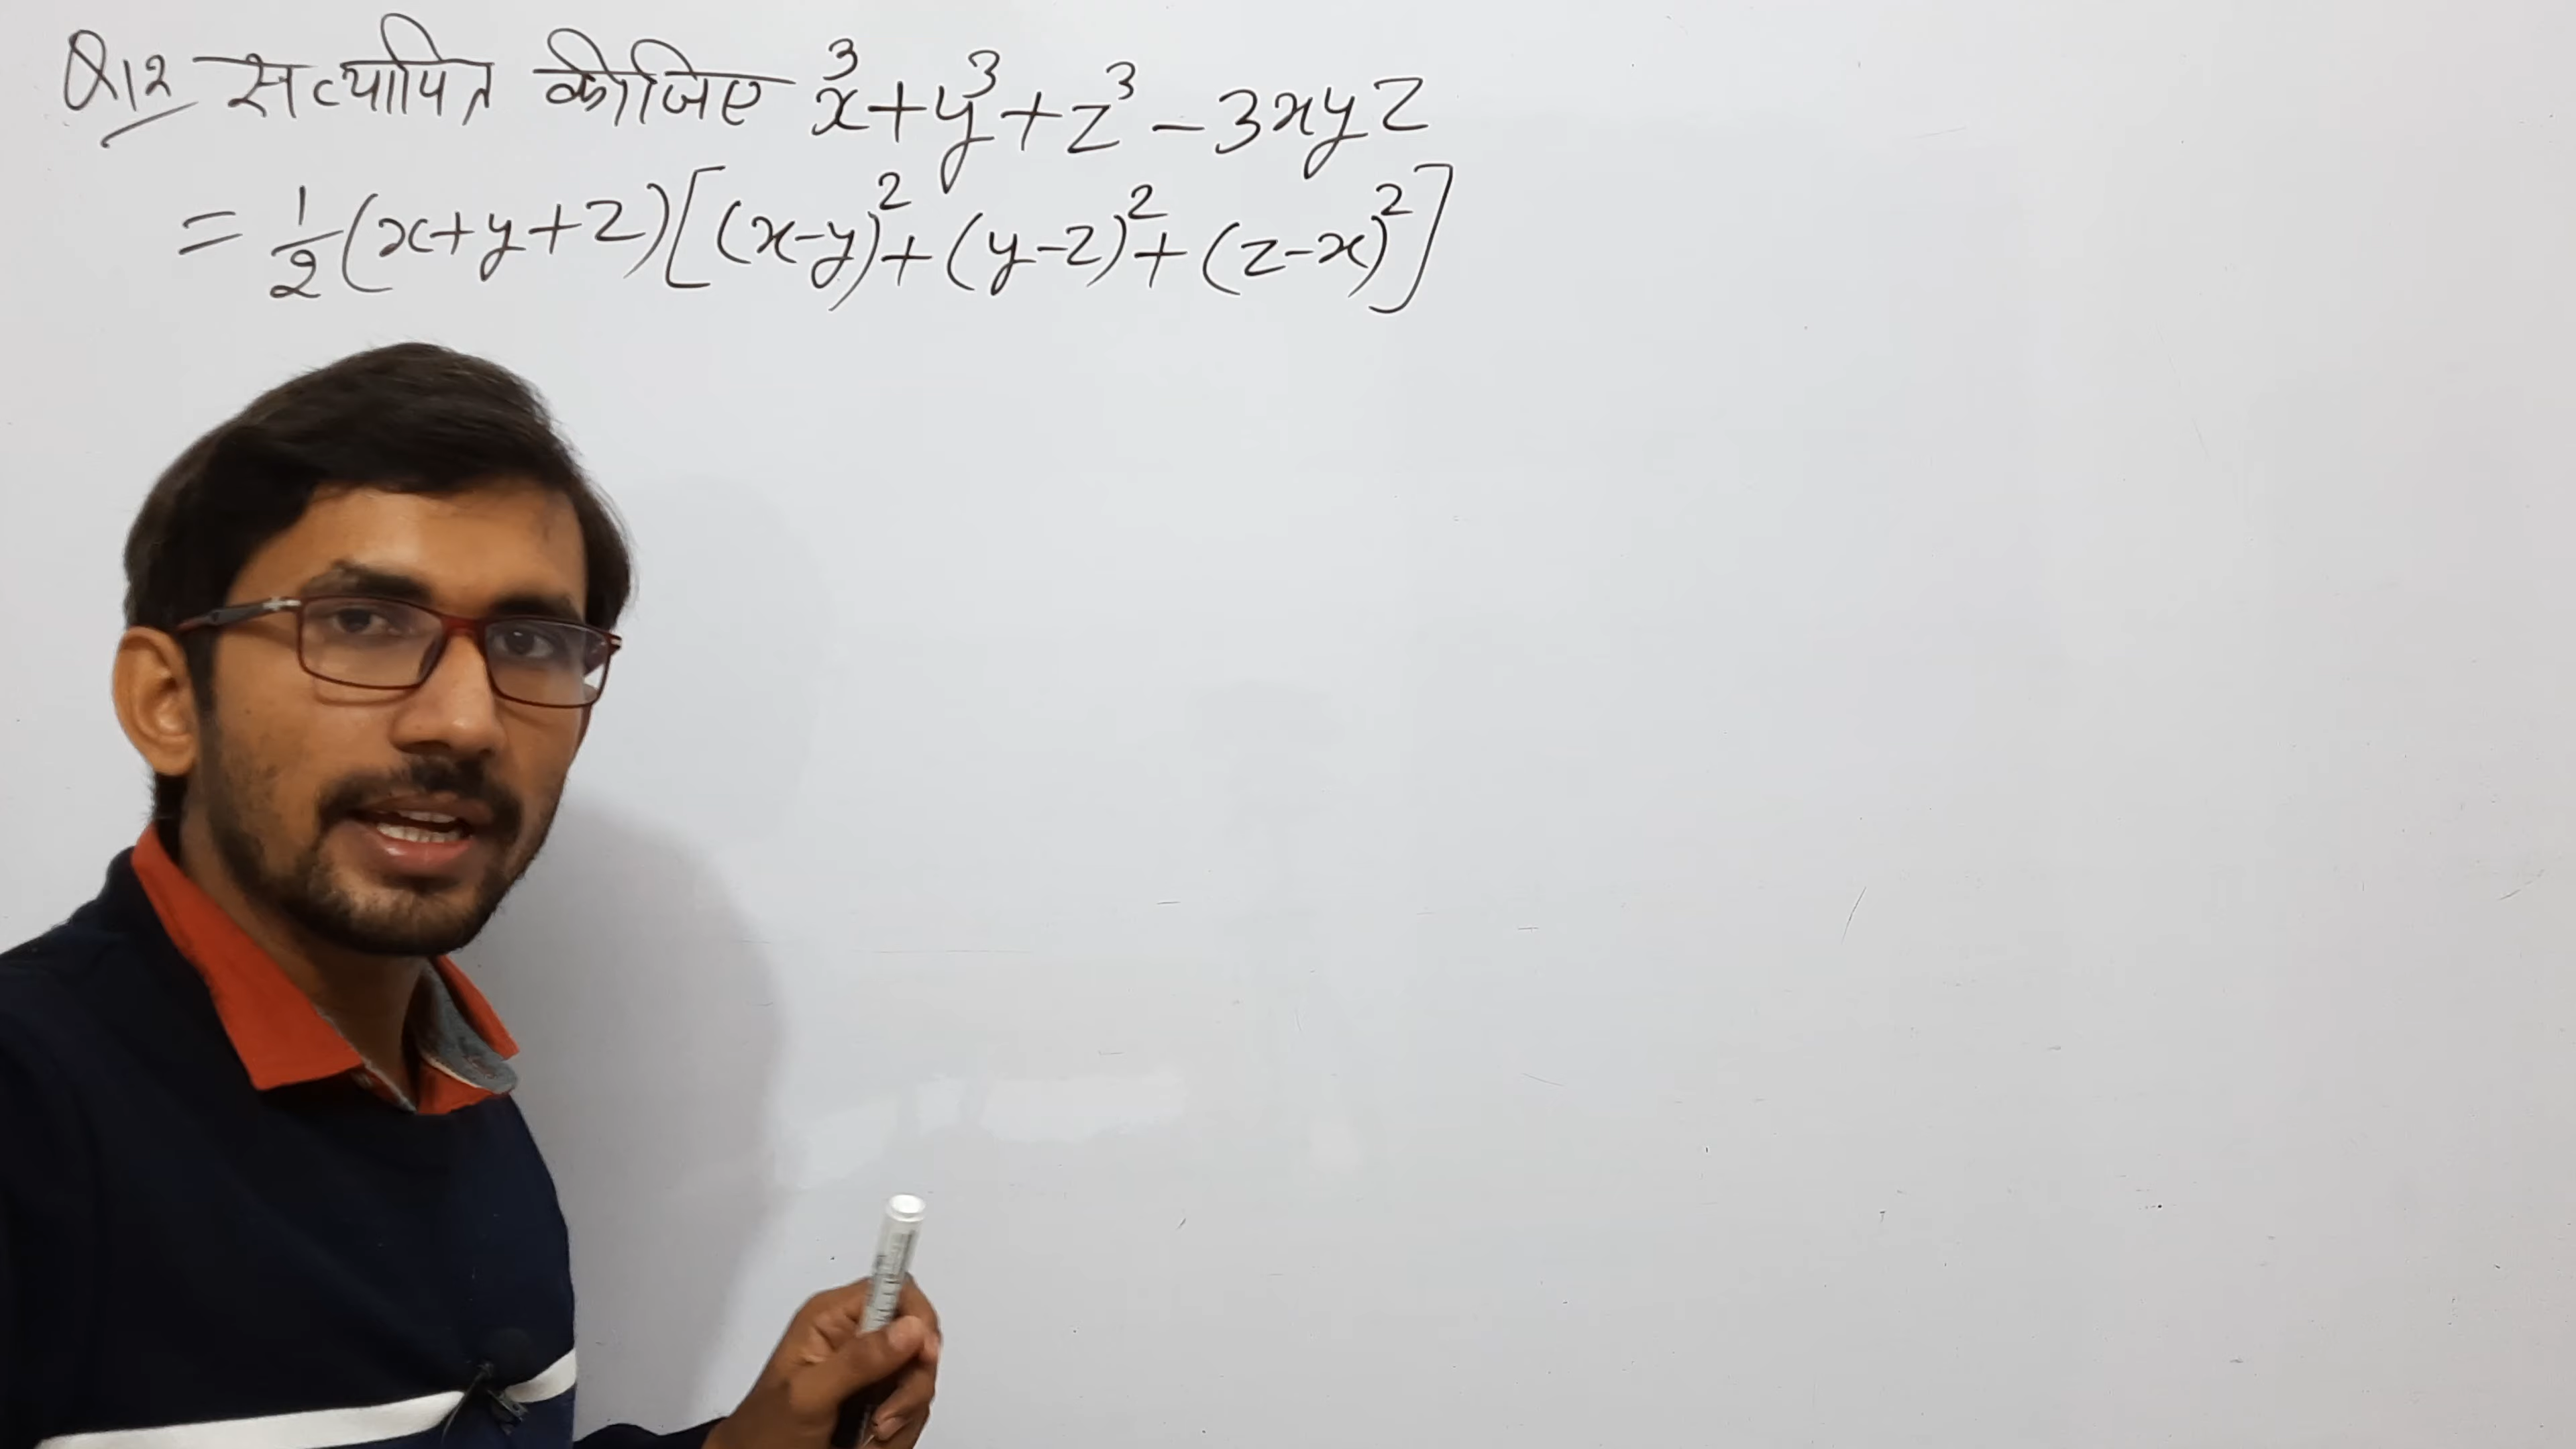 Q12 सत्यापित कीजिए x³+y³+z³-3xyz
= 1/2(x+y+z)[(x-y)²+(y-z)²+(z-x)²]